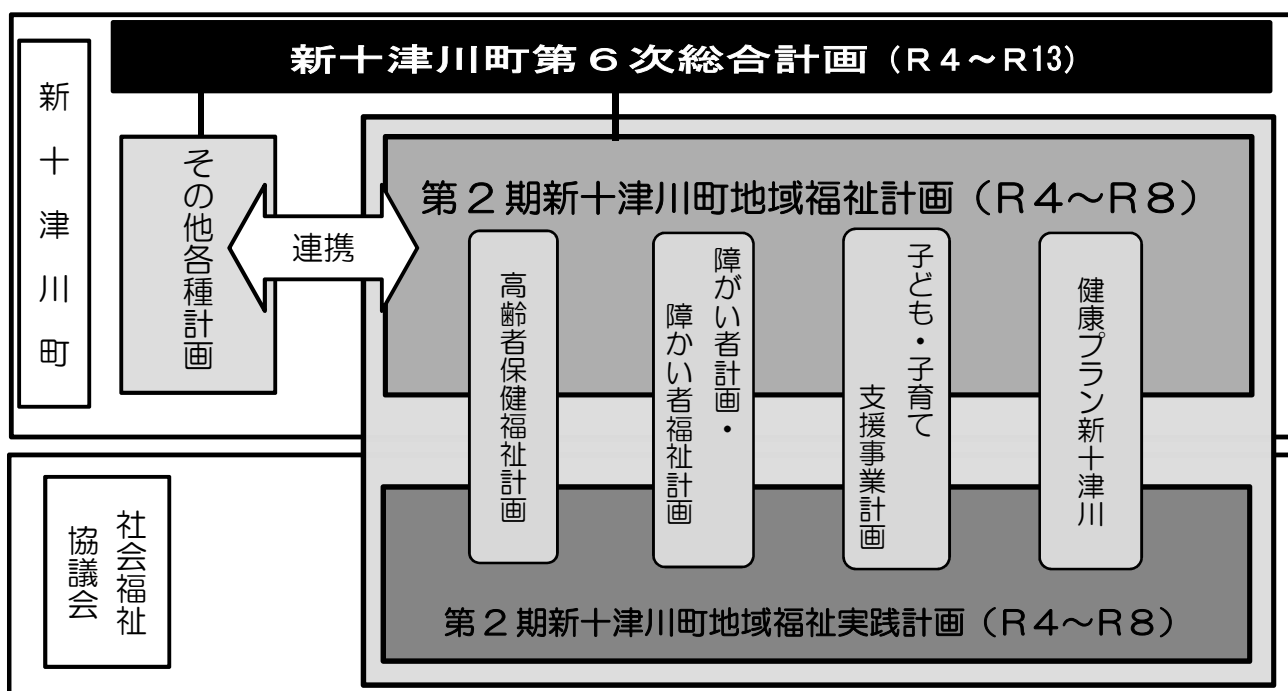 新十津川町第６次総合計画（Ｒ４～Ｒ13）
新十津川町
その他各種計画
連携
第２期新十津川町地域福祉計画（Ｒ４～Ｒ８）
高齢者保健福祉計画
障がい者計画・
障かい者福祉計画
子ども・子育て
支援事業計画
健康プラン新十津川
社会福祉
協議会
第２期新十津川町地域福祉実践計画（Ｒ４～Ｒ８）